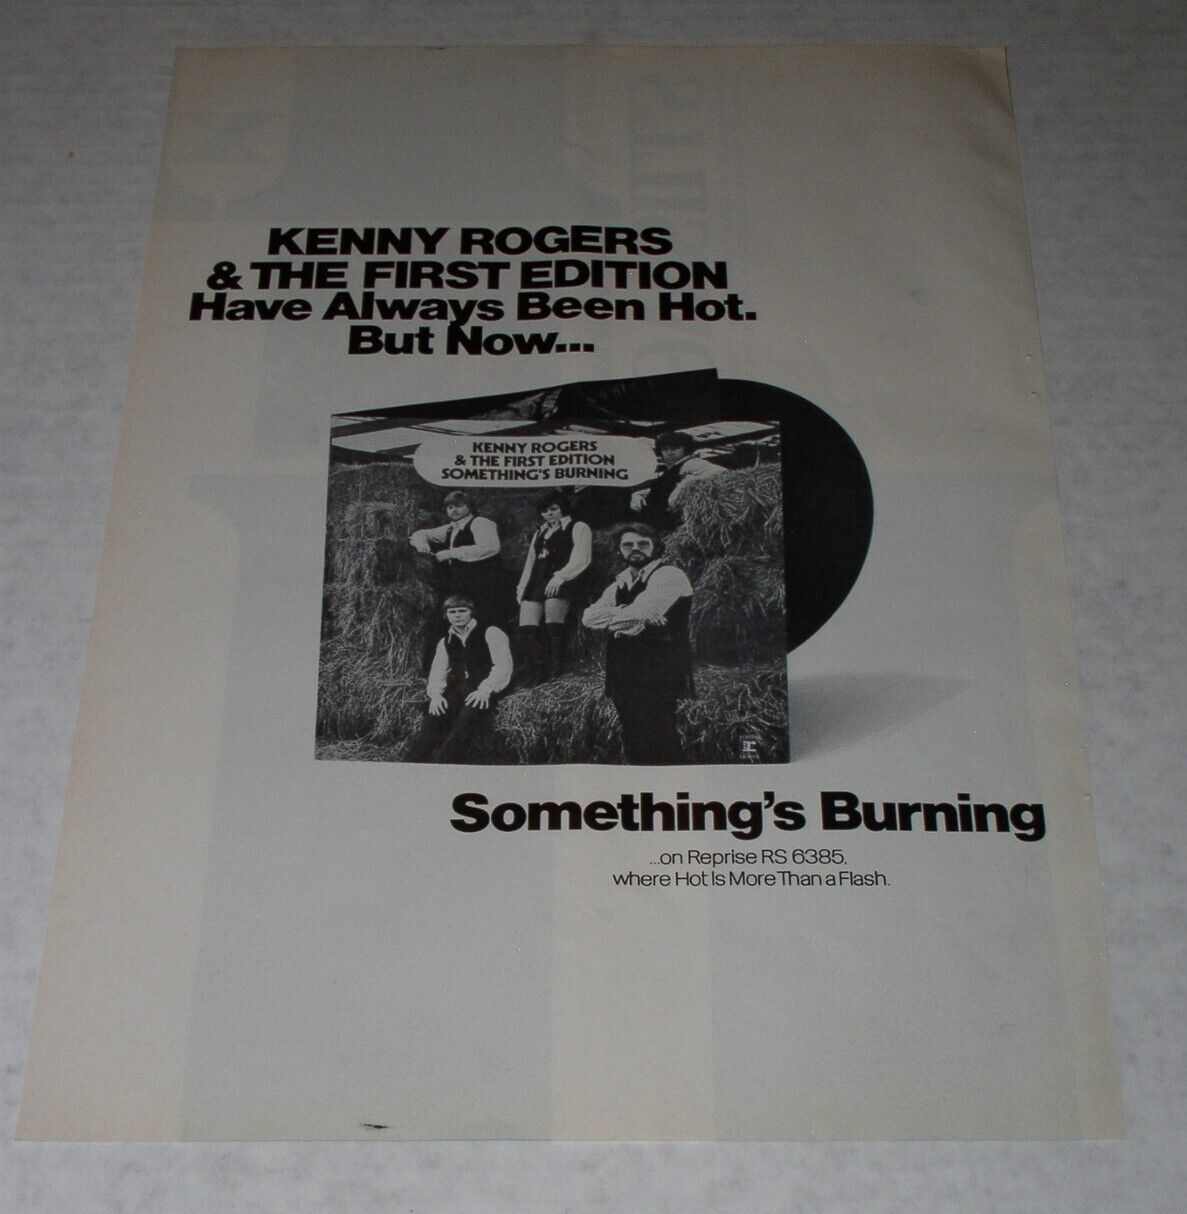 KENNY ROGERS
& THE FIRST EDITION
Have Always Been Hot.
But Now...
KENNY ROGERS
& THE FIRST EDITION
SOMETHING'S BURNING
Something's Burning
...on Reprise RS 6385,
where Hot Is More Than a Flash.